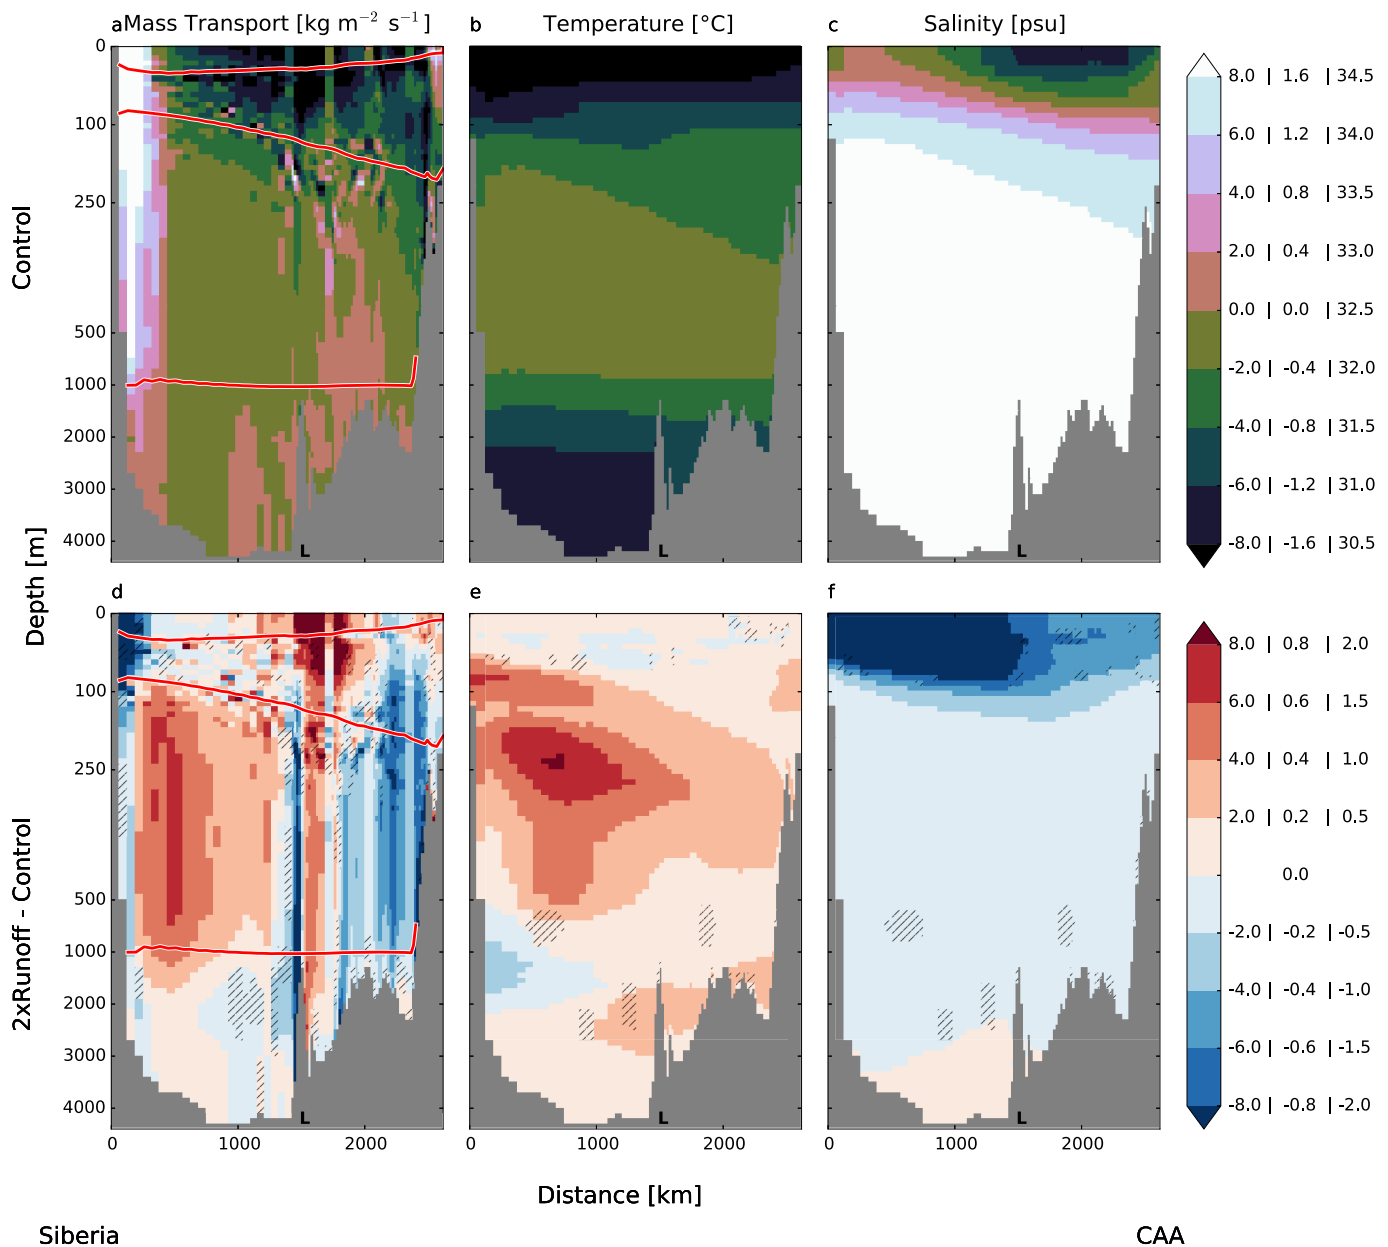 a Mass Transport [kg m⁻² s⁻¹]
b Temperature [°C]
c Salinity [psu]
0
100
250
500
1000
2000
3000
4000
L
L
L
Control
8.0 | 1.6 | 34.5
6.0 | 1.2 | 34.0
4.0 | 0.8 | 33.5
2.0 | 0.4 | 33.0
0.0 | 0.0 | 32.5
-2.0 | -0.4 | 32.0
-4.0 | -0.8 | 31.5
-6.0 | -1.2 | 31.0
-8.0 | -1.6 | 30.5
Depth [m]
d
e
f
0
100
250
500
1000
2000
3000
4000
L
L
L
2xRunoff - Control
8.0 | 0.8 | 2.0
6.0 | 0.6 | 1.5
4.0 | 0.4 | 1.0
2.0 | 0.2 | 0.5
0.0
-2.0 | -0.2 | -0.5
-4.0 | -0.4 | -1.0
-6.0 | -0.6 | -1.5
-8.0 | -0.8 | -2.0
0 1000 2000
0 1000 2000
0 1000 2000
Distance [km]
Siberia
CAA